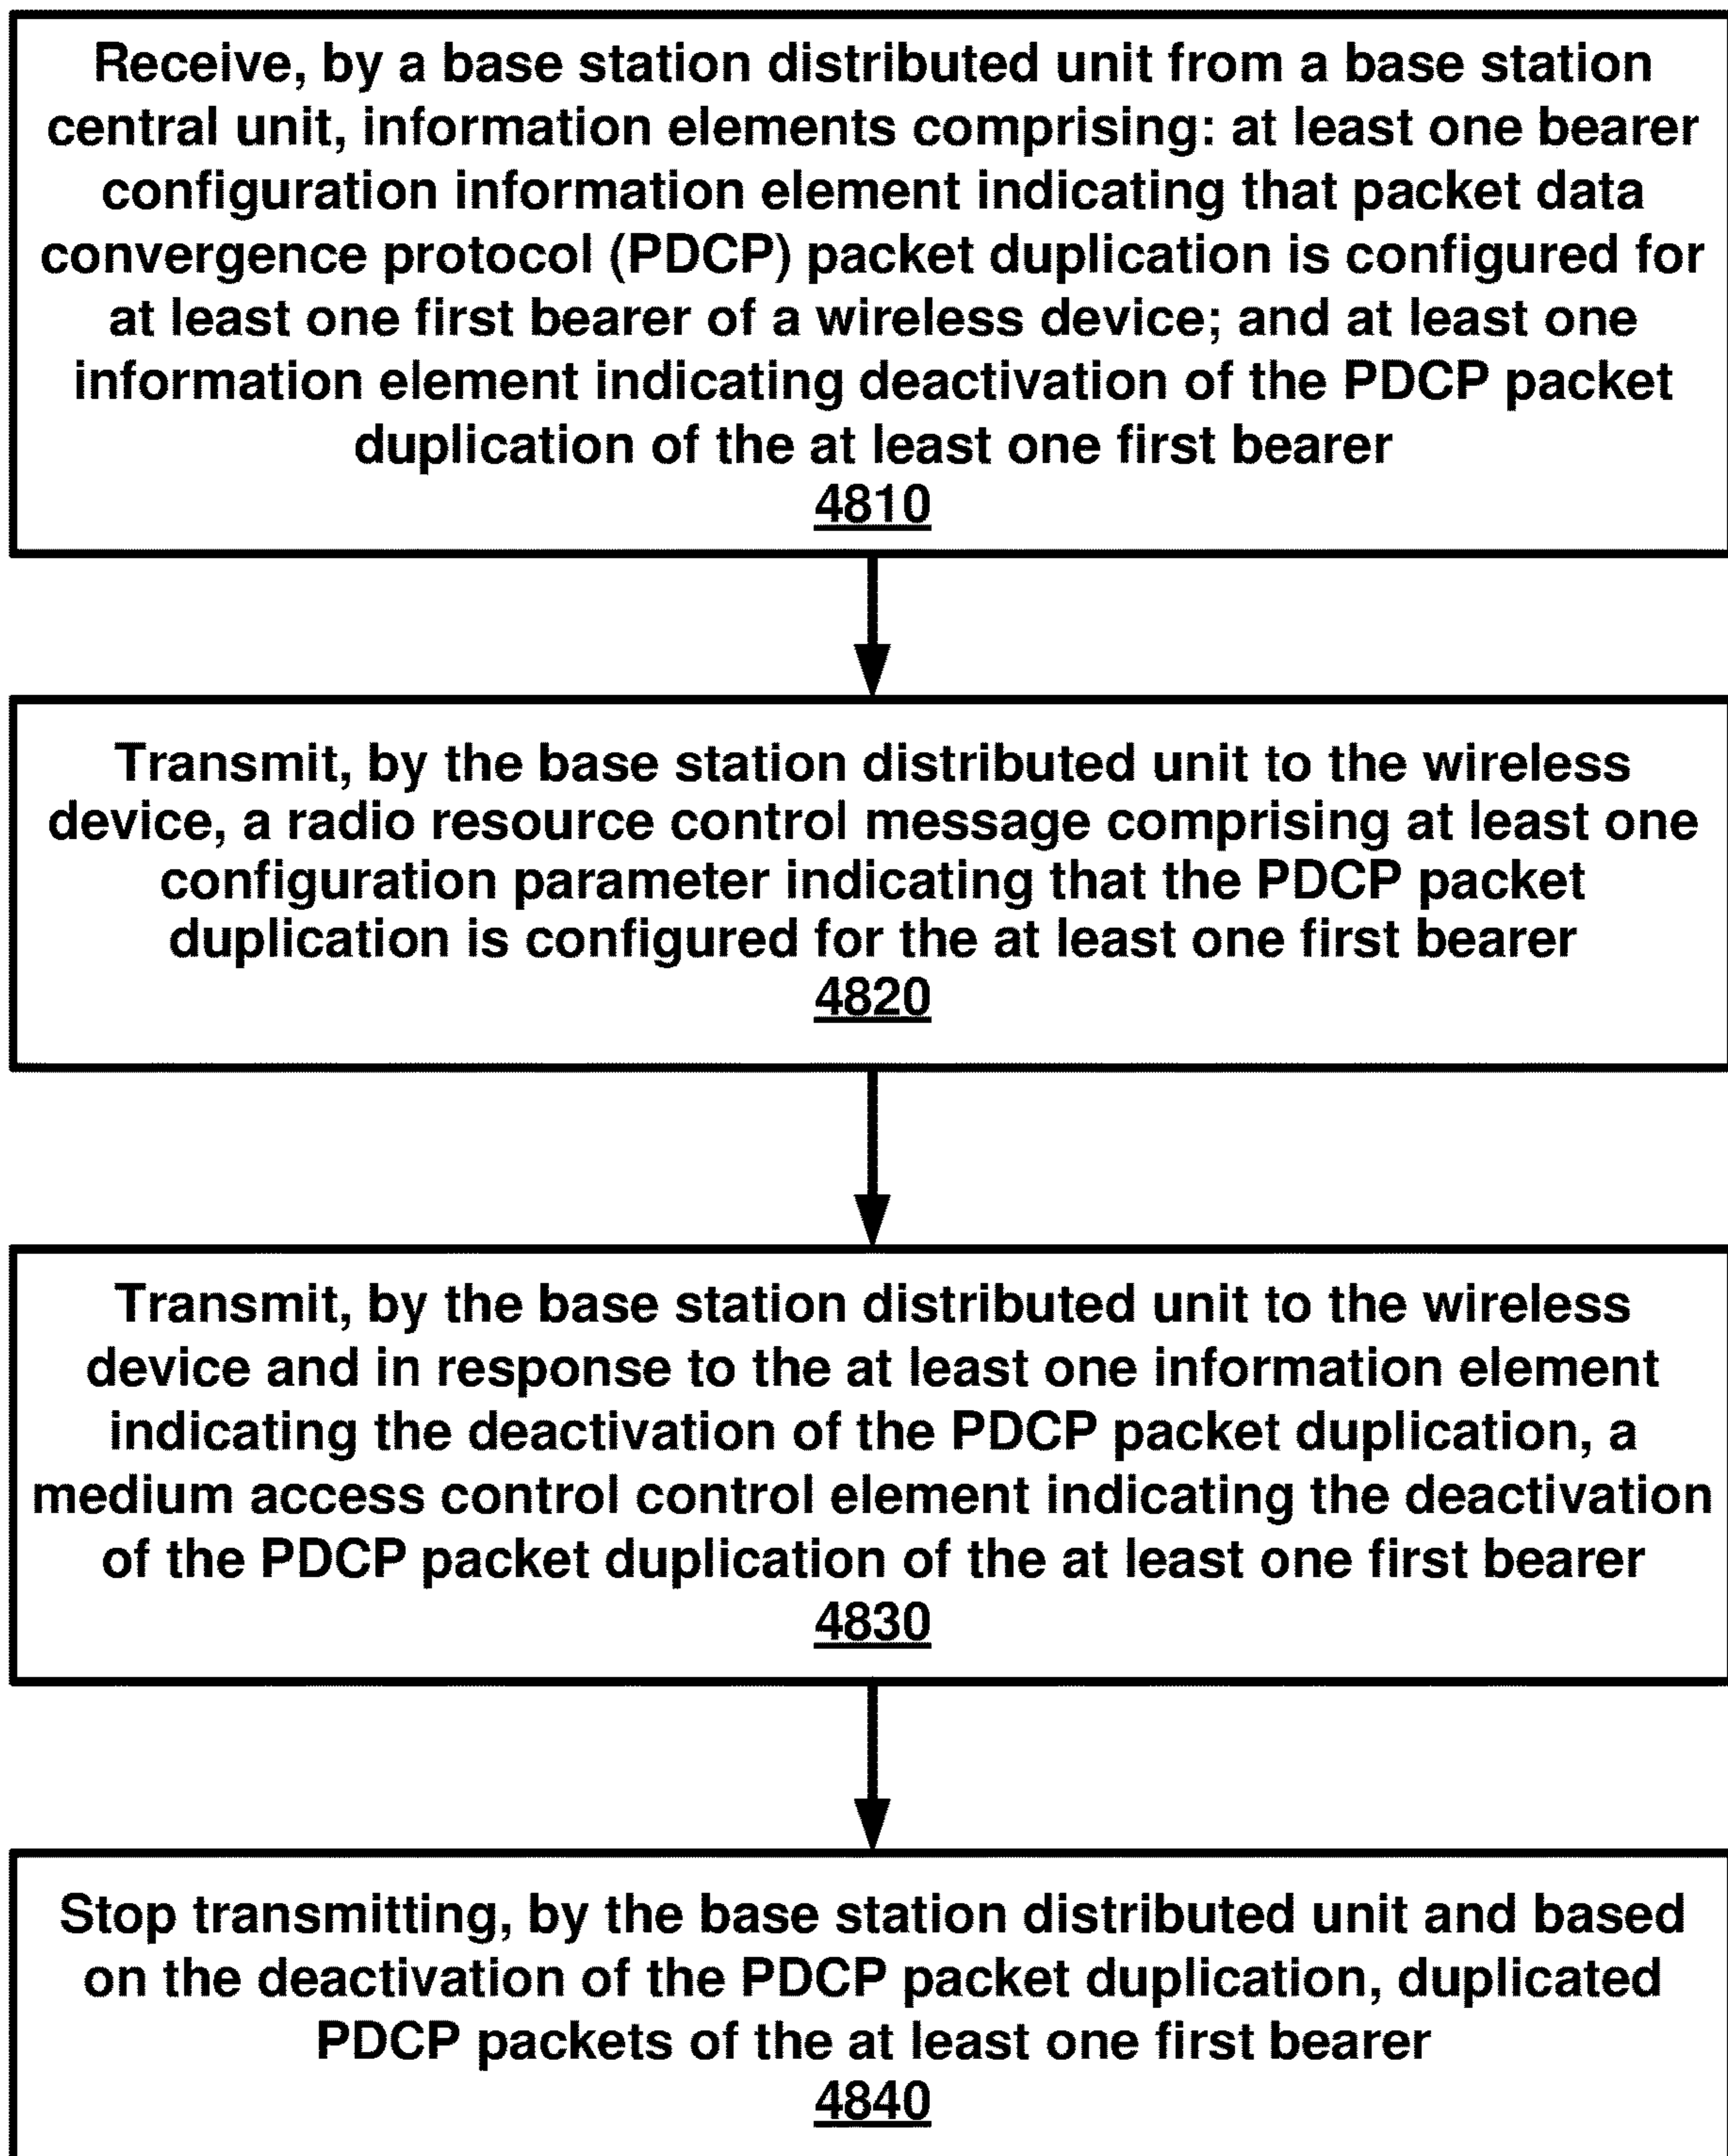 Receive, by a base station distributed unit from a base station
central unit, information elements comprising: at least one bearer
configuration information element indicating that packet data
convergence protocol (PDCP) packet duplication is configured for
at least one first bearer of a wireless device; and at least one
information element indicating deactivation of the PDCP packet
duplication of the at least one first bearer
4810
Transmit, by the base station distributed unit to the wireless
device, a radio resource control message comprising at least one
configuration parameter indicating that the PDCP packet
duplication is configured for the at least one first bearer
4820
Transmit, by the base station distributed unit to the wireless
device and in response to the at least one information element
indicating the deactivation of the PDCP packet duplication, a
medium access control control element indicating the deactivation
of the PDCP packet duplication of the at least one first bearer
4830
Stop transmitting, by the base station distributed unit and based
on the deactivation of the PDCP packet duplication, duplicated
PDCP packets of the at least one first bearer
4840